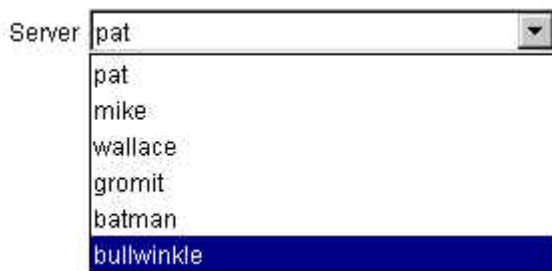 Server pat
pat
mike
wallace
gromit
batman
bullwinkle